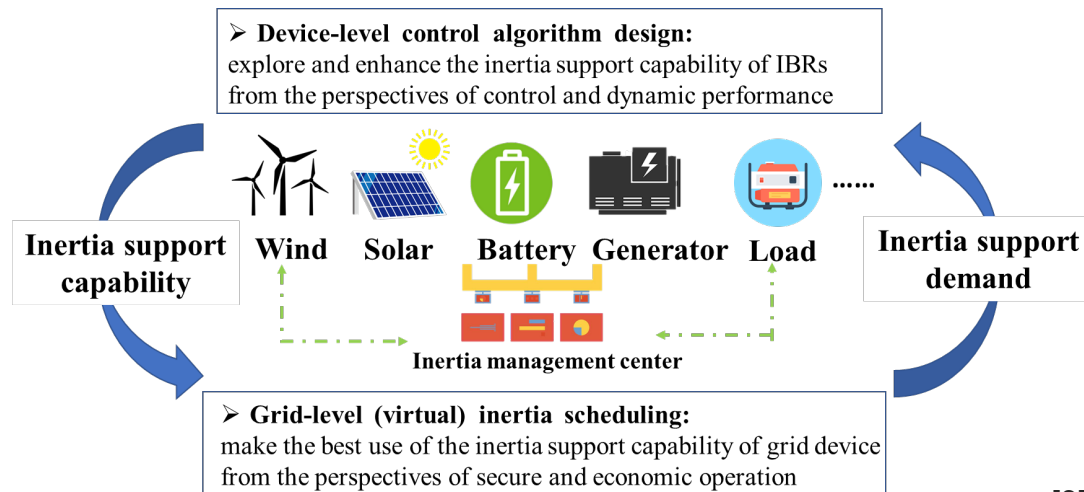 ➢ Device-level control algorithm design:
explore and enhance the inertia support capability of IBRs
from the perspectives of control and dynamic performance
Inertia support
capability
Wind
Solar
Battery
Generator
Load
......
Inertia support
demand
Inertia management center
➢ Grid-level (virtual) inertia scheduling:
make the best use of the inertia support capability of grid device
from the perspectives of secure and economic operation